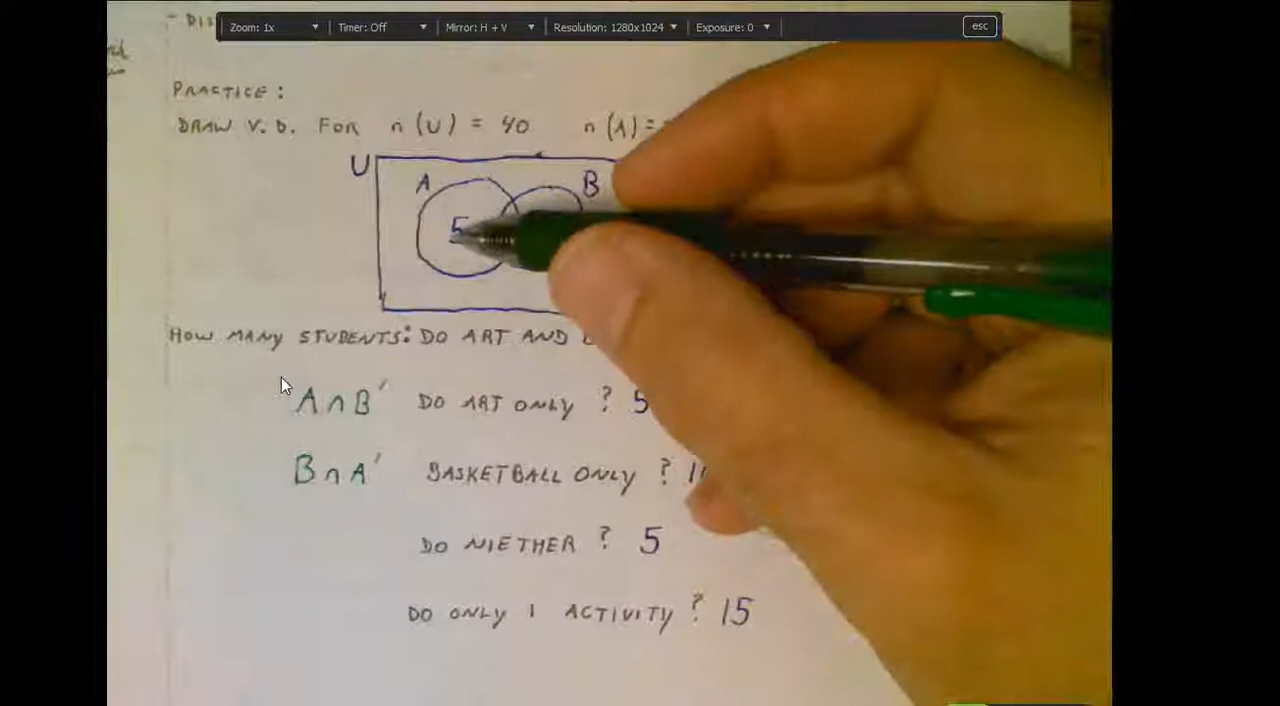 Zoom: 1x Timer: Off Mirror: H + V Resolution: 1280x1024 Exposure: 0 esc
PRACTICE :
DRAW V. D. FOR n (U) = 40 n (A) =
U
A B
5
HOW MANY STUDENTS: DO ART AND
A ∩ B' DO ART ONLY ? 5
B ∩ A' BASKETBALL ONLY ?
DO NIETHER ? 5
DO ONLY 1 ACTIVITY ? 15